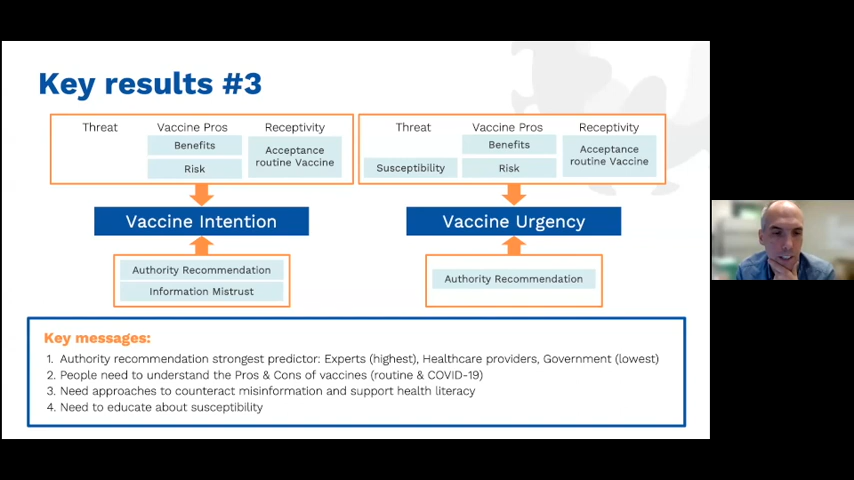 Key results #3
Threat
Vaccine Pros
Receptivity
Benefits
Risk
Acceptance
routine Vaccine
Threat
Vaccine Pros
Receptivity
Susceptibility
Benefits
Risk
Acceptance
routine Vaccine
Vaccine Intention
Vaccine Urgency
Authority Recommendation
Information Mistrust
Authority Recommendation
Key messages:
1. Authority recommendation strongest predictor: Experts (highest), Healthcare providers, Government (lowest)
2. People need to understand the Pros & Cons of vaccines (routine & COVID-19)
3. Need approaches to counteract misinformation and support health literacy
4. Need to educate about susceptibility